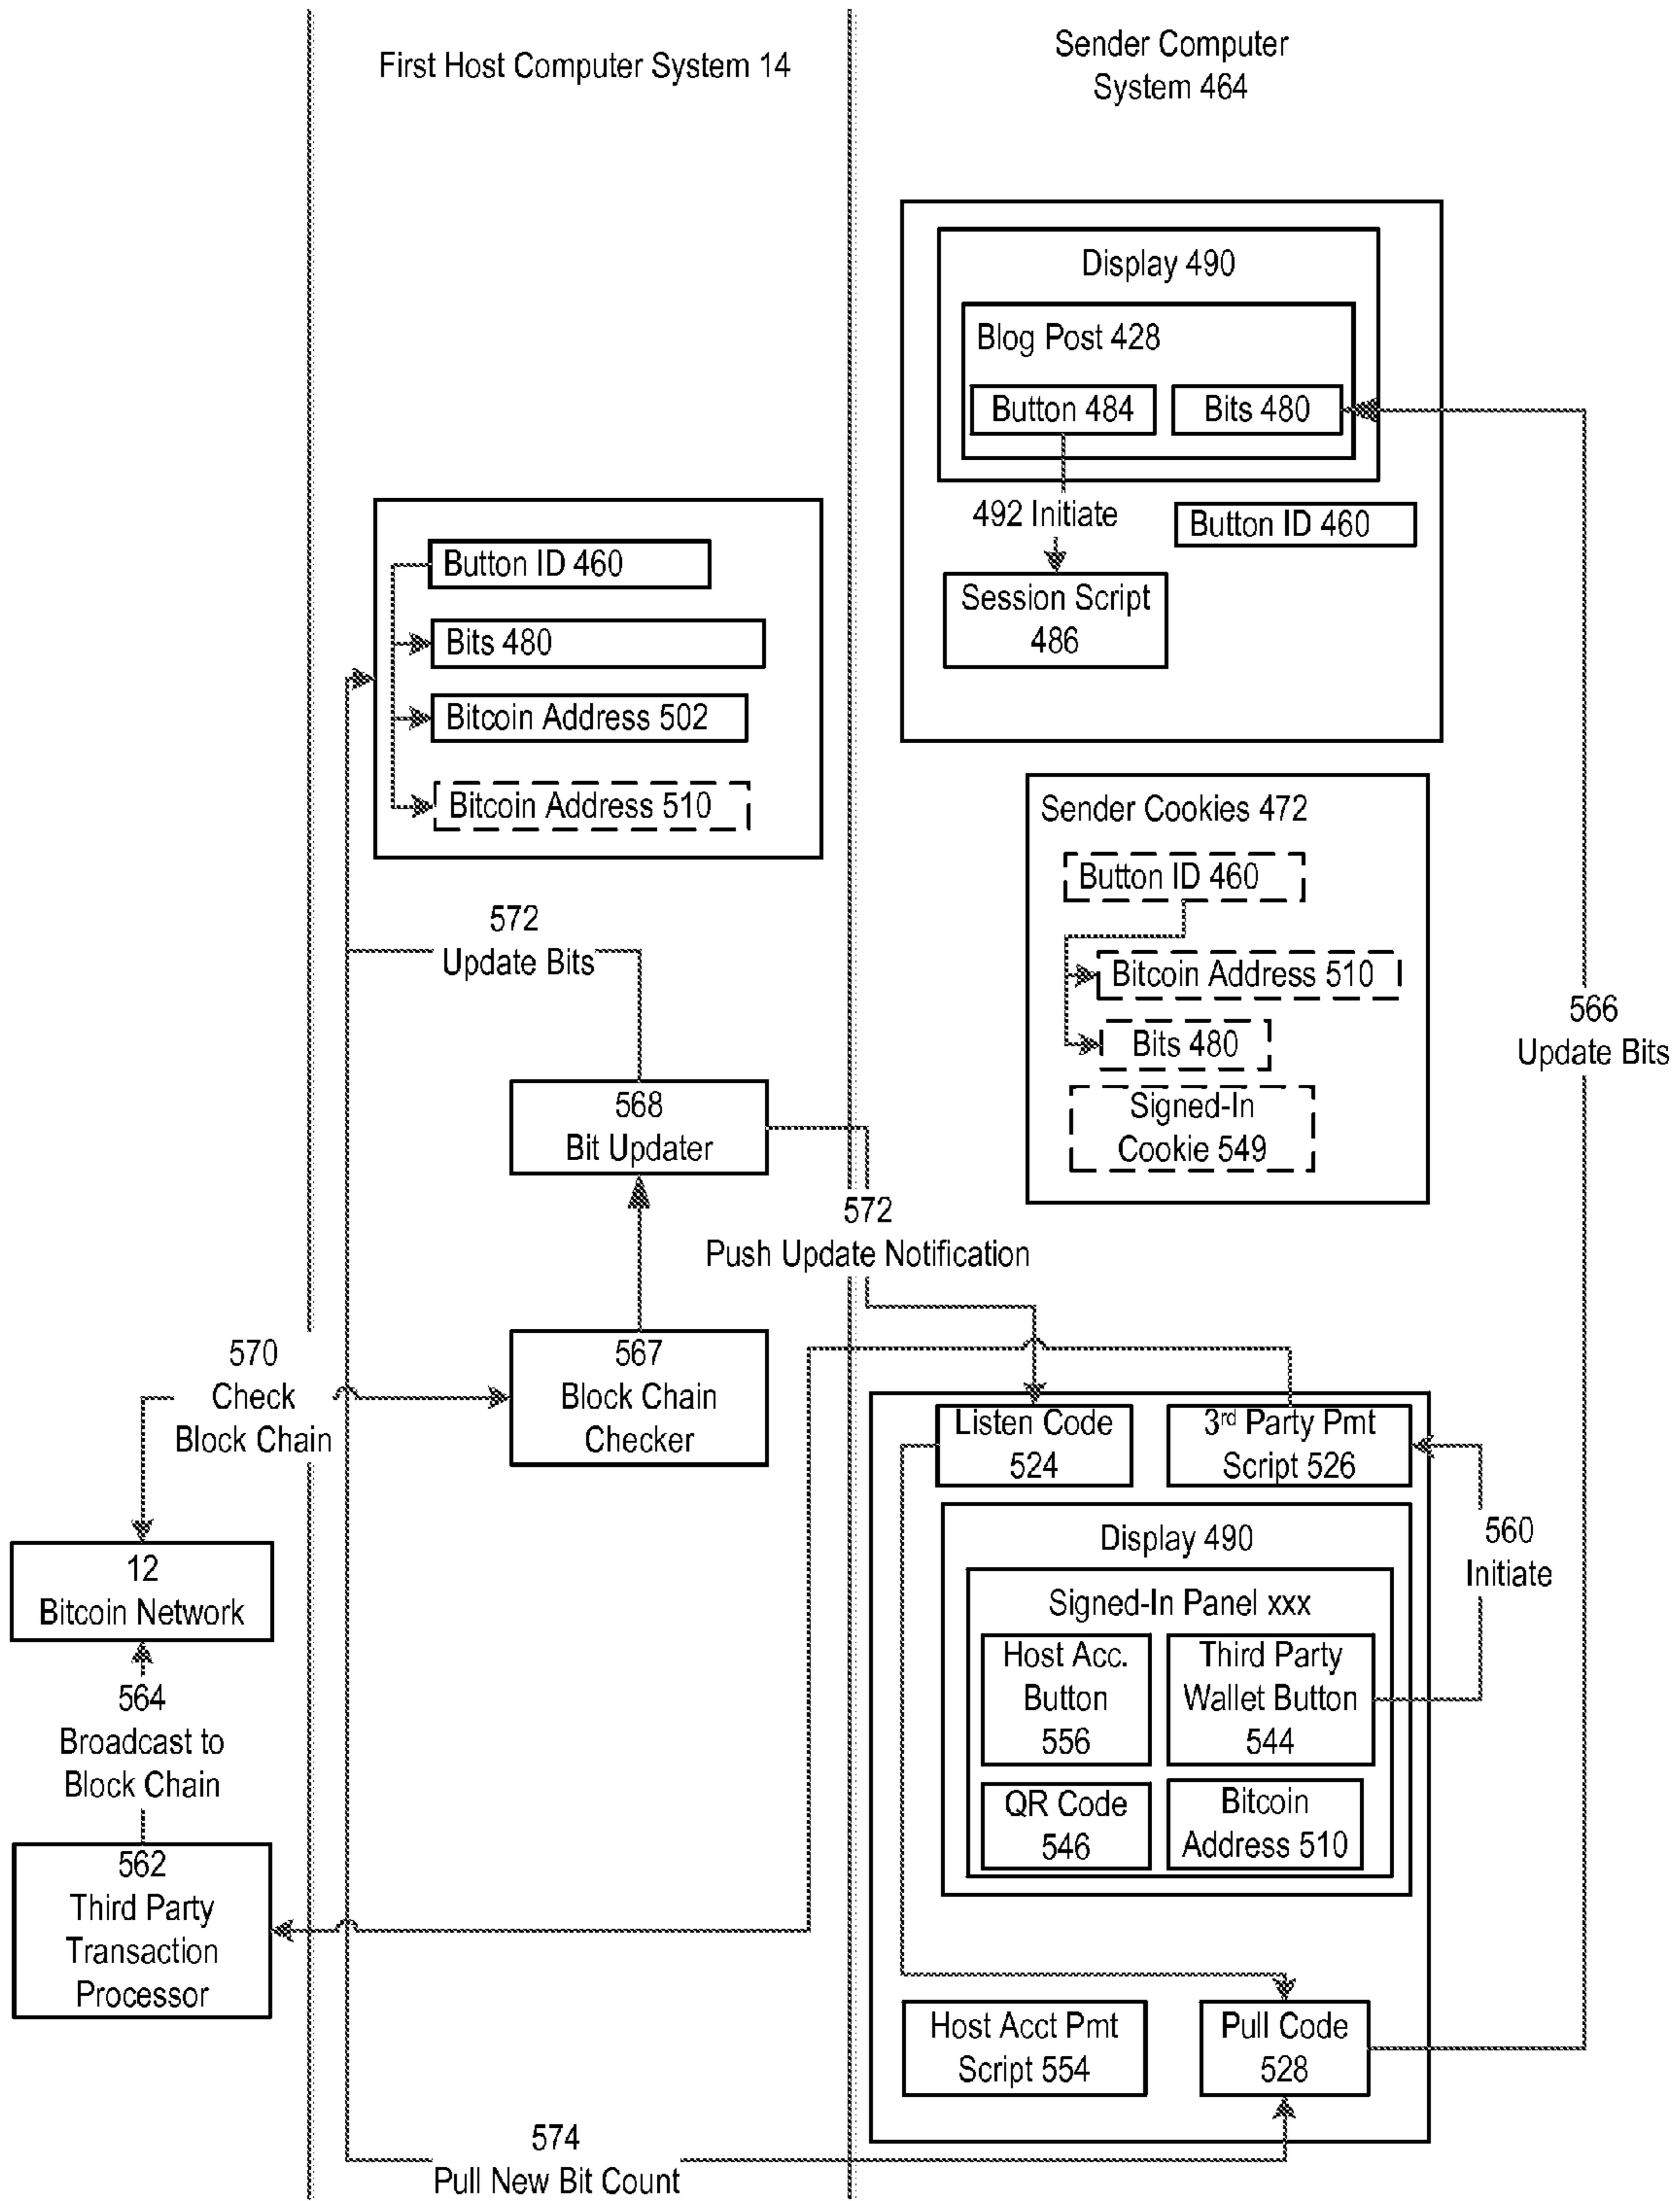 First Host Computer System 14
Sender Computer
System 464
Display 490
Blog Post 428
Button 484
Bits 480
492 Initiate
Button ID 460
Session Script
486
Button ID 460
Bits 480
Bitcoin Address 502
Bitcoin Address 510
Sender Cookies 472
Button ID 460
Bitcoin Address 510
Bits 480
Signed-In
Cookie 549
572
Update Bits
566
Update Bits
568
Bit Updater
572
Push Update Notification
570
Check
Block Chain
567
Block Chain
Checker
Listen Code
524
3rd Party Pmt
Script 526
560
Initiate
Display 490
Signed-In Panel xxx
Host Acc.
Button
556
Third Party
Wallet Button
544
QR Code
546
Bitcoin
Address 510
12
Bitcoin Network
564
Broadcast to
Block Chain
562
Third Party
Transaction
Processor
Host Acct Pmt
Script 554
Pull Code
528
574
Pull New Bit Count